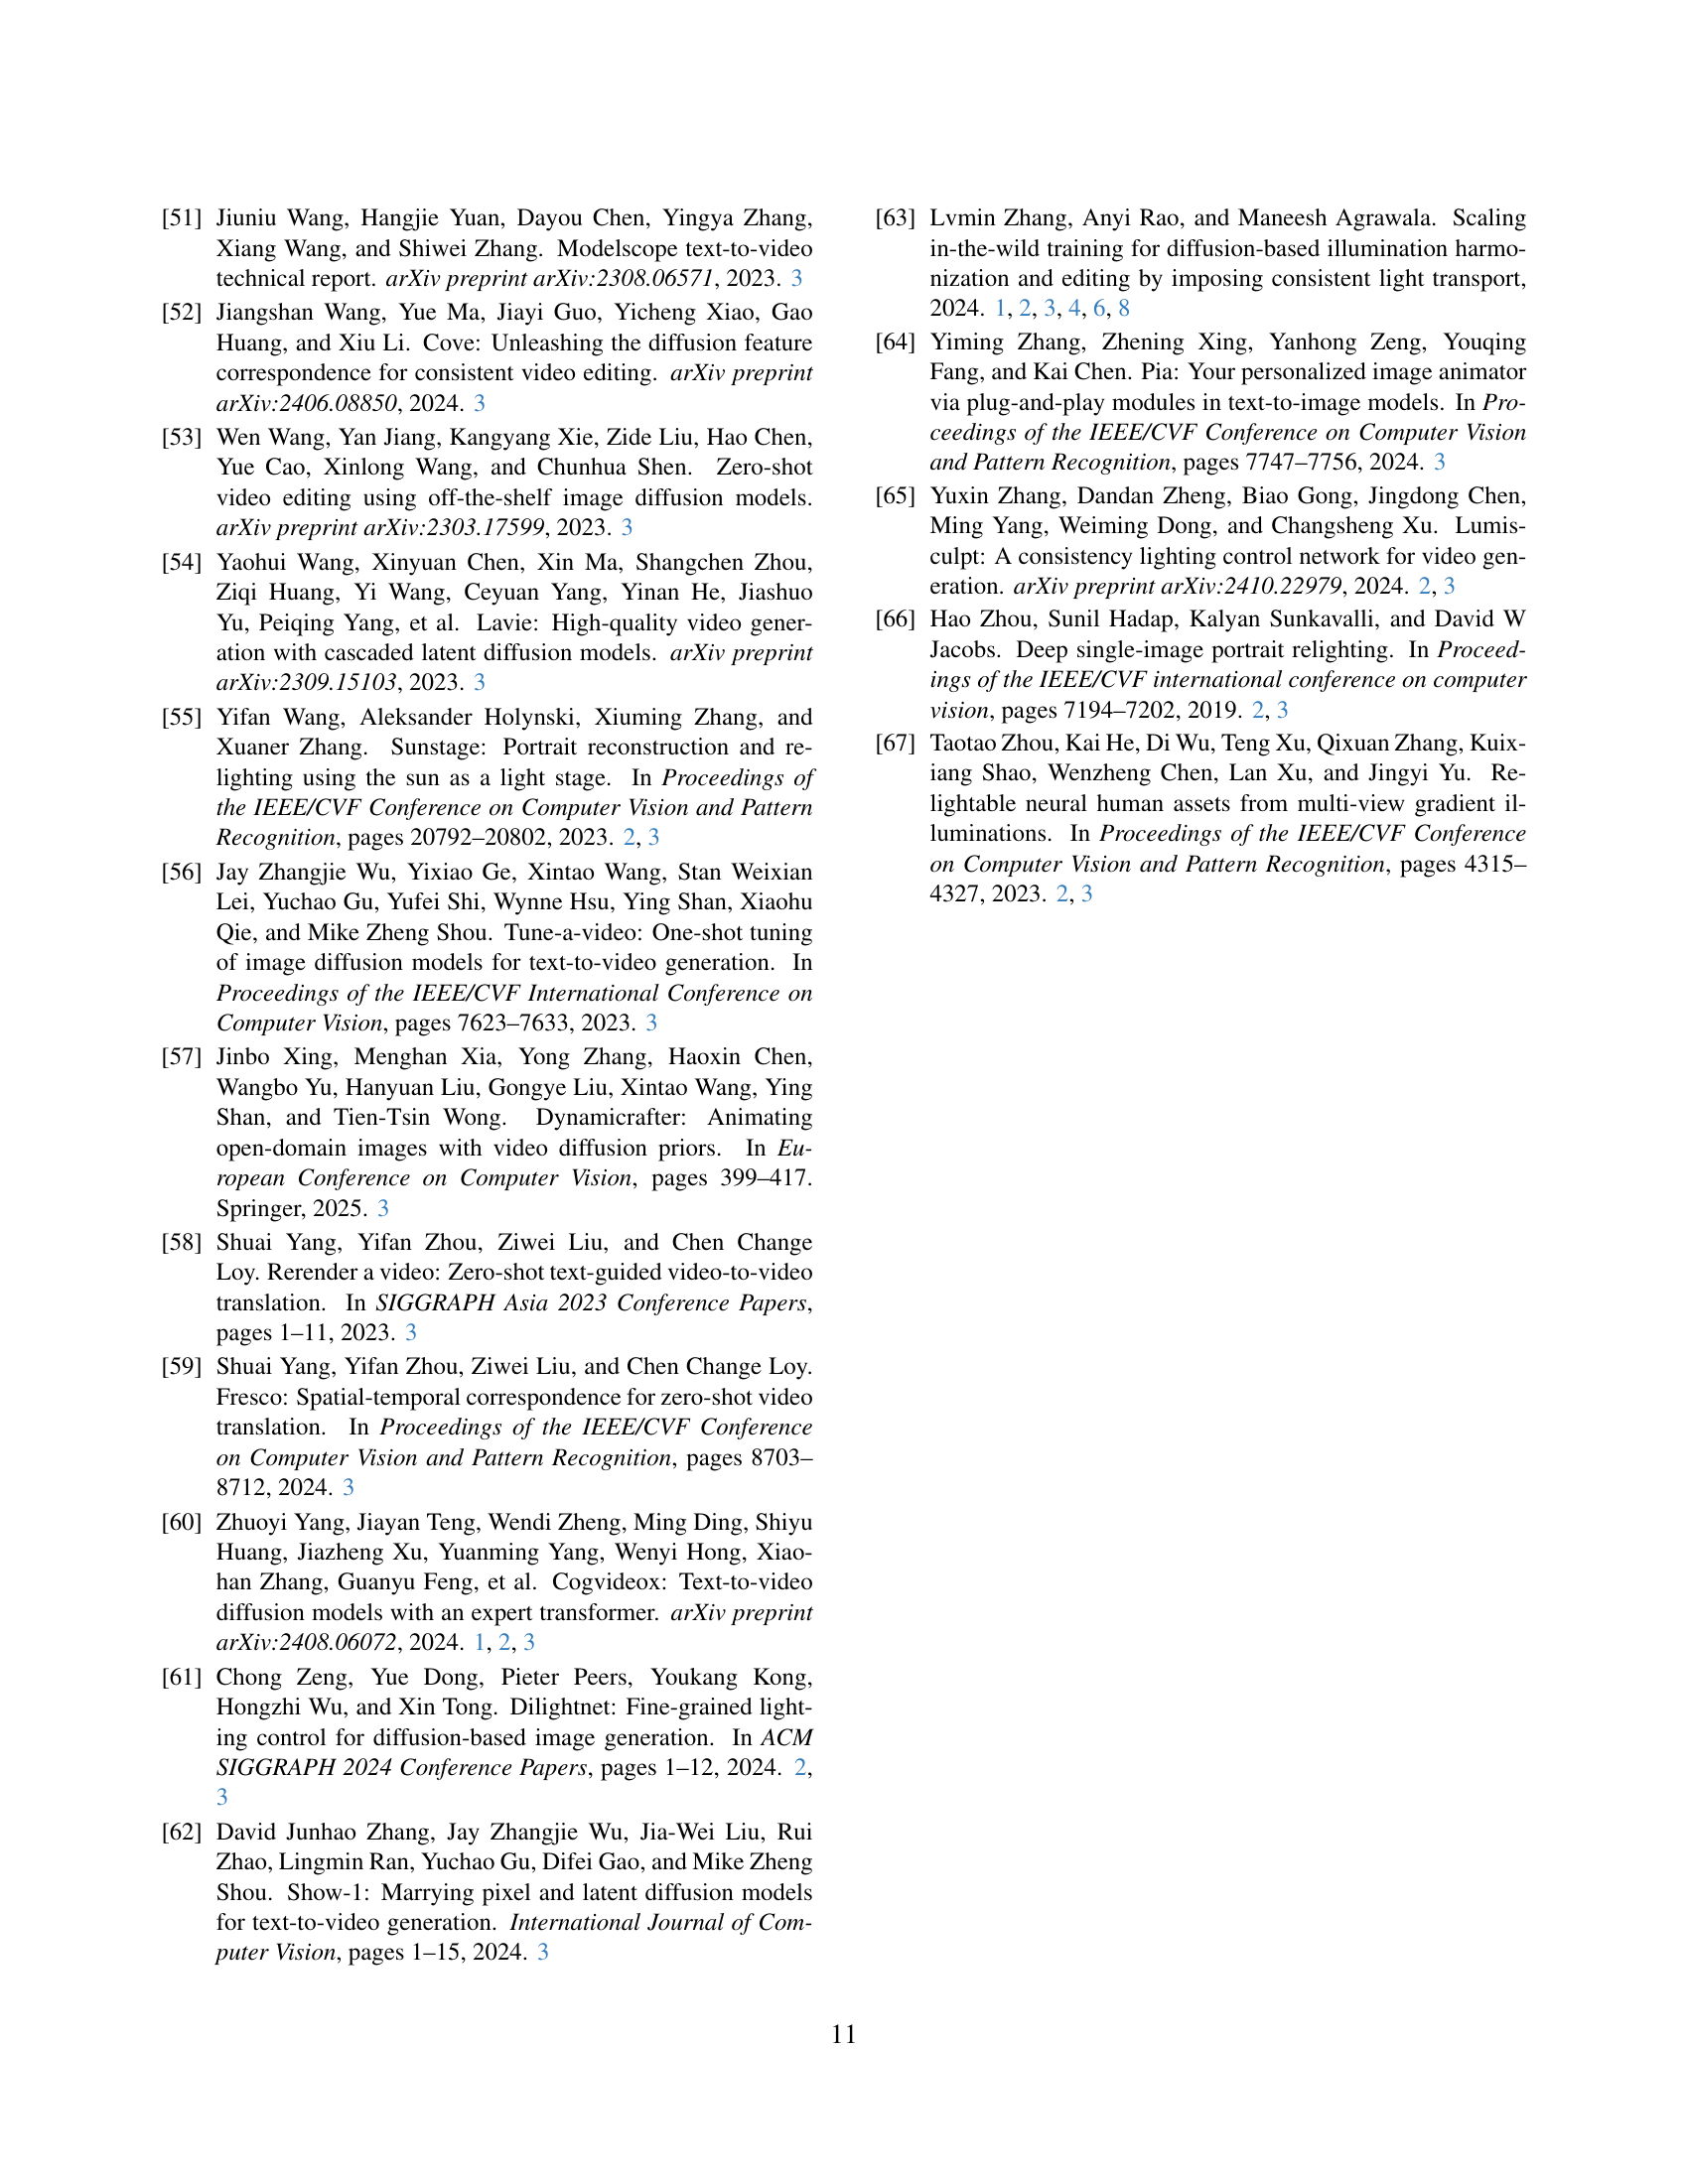 [51] Jiuniu Wang, Hangjie Yuan, Dayou Chen, Yingya Zhang,
Xiang Wang, and Shiwei Zhang. Modelscope text-to-video
technical report. arXiv preprint arXiv:2308.06571, 2023. 3
[52] Jiangshan Wang, Yue Ma, Jiayi Guo, Yicheng Xiao, Gao
Huang, and Xiu Li. Cove: Unleashing the diffusion feature
correspondence for consistent video editing. arXiv preprint
arXiv:2406.08850, 2024. 3
[53] Wen Wang, Yan Jiang, Kangyang Xie, Zide Liu, Hao Chen,
Yue Cao, Xinlong Wang, and Chunhua Shen. Zero-shot
video editing using off-the-shelf image diffusion models.
arXiv preprint arXiv:2303.17599, 2023. 3
[54] Yaohui Wang, Xinyuan Chen, Xin Ma, Shangchen Zhou,
Ziqi Huang, Yi Wang, Ceyuan Yang, Yinan He, Jiashuo
Yu, Peiqing Yang, et al. Lavie: High-quality video gener-
ation with cascaded latent diffusion models. arXiv preprint
arXiv:2309.15103, 2023. 3
[55] Yifan Wang, Aleksander Holynski, Xiuming Zhang, and
Xuaner Zhang. Sunstage: Portrait reconstruction and re-
lighting using the sun as a light stage. In Proceedings of
the IEEE/CVF Conference on Computer Vision and Pattern
Recognition, pages 20792–20802, 2023. 2, 3
[56] Jay Zhangjie Wu, Yixiao Ge, Xintao Wang, Stan Weixian
Lei, Yuchao Gu, Yufei Shi, Wynne Hsu, Ying Shan, Xiaohu
Qie, and Mike Zheng Shou. Tune-a-video: One-shot tuning
of image diffusion models for text-to-video generation. In
Proceedings of the IEEE/CVF International Conference on
Computer Vision, pages 7623–7633, 2023. 3
[57] Jinbo Xing, Menghan Xia, Yong Zhang, Haoxin Chen,
Wangbo Yu, Hanyuan Liu, Gongye Liu, Xintao Wang, Ying
Shan, and Tien-Tsin Wong. Dynamicrafter: Animating
open-domain images with video diffusion priors. In Eu-
ropean Conference on Computer Vision, pages 399–417.
Springer, 2025. 3
[58] Shuai Yang, Yifan Zhou, Ziwei Liu, and Chen Change
Loy. Rerender a video: Zero-shot text-guided video-to-video
translation. In SIGGRAPH Asia 2023 Conference Papers,
pages 1–11, 2023. 3
[59] Shuai Yang, Yifan Zhou, Ziwei Liu, and Chen Change Loy.
Fresco: Spatial-temporal correspondence for zero-shot video
translation. In Proceedings of the IEEE/CVF Conference
on Computer Vision and Pattern Recognition, pages 8703–
8712, 2024. 3
[60] Zhuoyi Yang, Jiayan Teng, Wendi Zheng, Ming Ding, Shiyu
Huang, Jiazheng Xu, Yuanming Yang, Wenyi Hong, Xiao-
han Zhang, Guanyu Feng, et al. Cogvideox: Text-to-video
diffusion models with an expert transformer. arXiv preprint
arXiv:2408.06072, 2024. 1, 2, 3
[61] Chong Zeng, Yue Dong, Pieter Peers, Youkang Kong,
Hongzhi Wu, and Xin Tong. Dilightnet: Fine-grained light-
ing control for diffusion-based image generation. In ACM
SIGGRAPH 2024 Conference Papers, pages 1–12, 2024. 2,
3
[62] David Junhao Zhang, Jay Zhangjie Wu, Jia-Wei Liu, Rui
Zhao, Lingmin Ran, Yuchao Gu, Difei Gao, and Mike Zheng
Shou. Show-1: Marrying pixel and latent diffusion models
for text-to-video generation. International Journal of Com-
puter Vision, pages 1–15, 2024. 3
[63] Lvmin Zhang, Anyi Rao, and Maneesh Agrawala. Scaling
in-the-wild training for diffusion-based illumination harmo-
nization and editing by imposing consistent light transport,
2024. 1, 2, 3, 4, 6, 8
[64] Yiming Zhang, Zhening Xing, Yanhong Zeng, Youqing
Fang, and Kai Chen. Pia: Your personalized image animator
via plug-and-play modules in text-to-image models. In Pro-
ceedings of the IEEE/CVF Conference on Computer Vision
and Pattern Recognition, pages 7747–7756, 2024. 3
[65] Yuxin Zhang, Dandan Zheng, Biao Gong, Jingdong Chen,
Ming Yang, Weiming Dong, and Changsheng Xu. Lumis-
culpt: A consistency lighting control network for video gen-
eration. arXiv preprint arXiv:2410.22979, 2024. 2, 3
[66] Hao Zhou, Sunil Hadap, Kalyan Sunkavalli, and David W
Jacobs. Deep single-image portrait relighting. In Proceed-
ings of the IEEE/CVF international conference on computer
vision, pages 7194–7202, 2019. 2, 3
[67] Taotao Zhou, Kai He, Di Wu, Teng Xu, Qixuan Zhang, Kuix-
iang Shao, Wenzheng Chen, Lan Xu, and Jingyi Yu. Re-
lightable neural human assets from multi-view gradient il-
luminations. In Proceedings of the IEEE/CVF Conference
on Computer Vision and Pattern Recognition, pages 4315–
4327, 2023. 2, 3
11